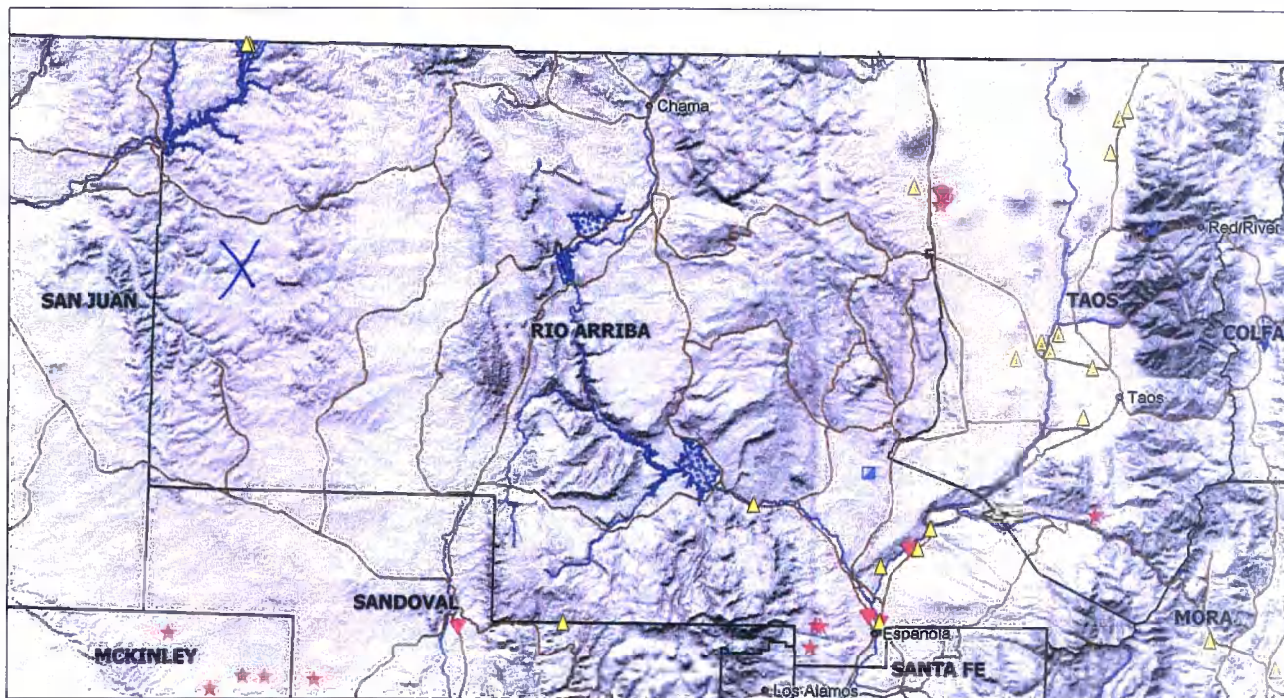 Chama
Red River
SAN JUAN
TAOS
RIO ARRIBA
COLFA
Taos
SANDOVAL
MORA
Espanola
MCKINLEY
SANTA FE
Los Alamos
X